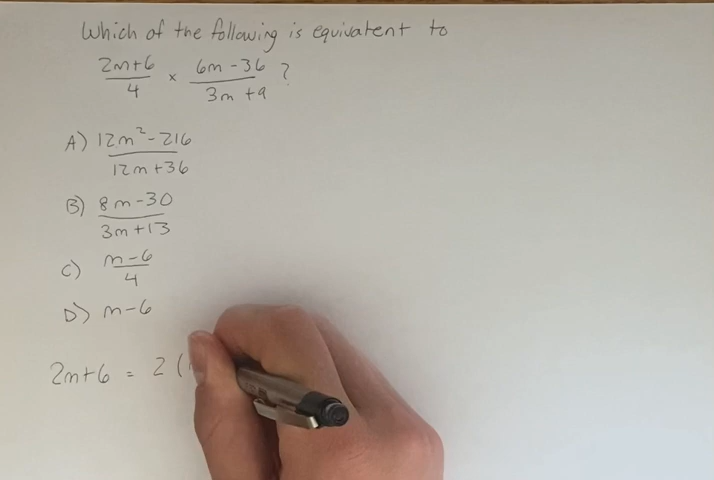 Which of the following is equivalent to
(2m+6)/4 × (6m-36)/(3m+9) ?
A) (12m²-216)/(12m+36)
B) (8m-30)/(3m+13)
C) (m-6)/4
D) m-6
2m+6 = 2(